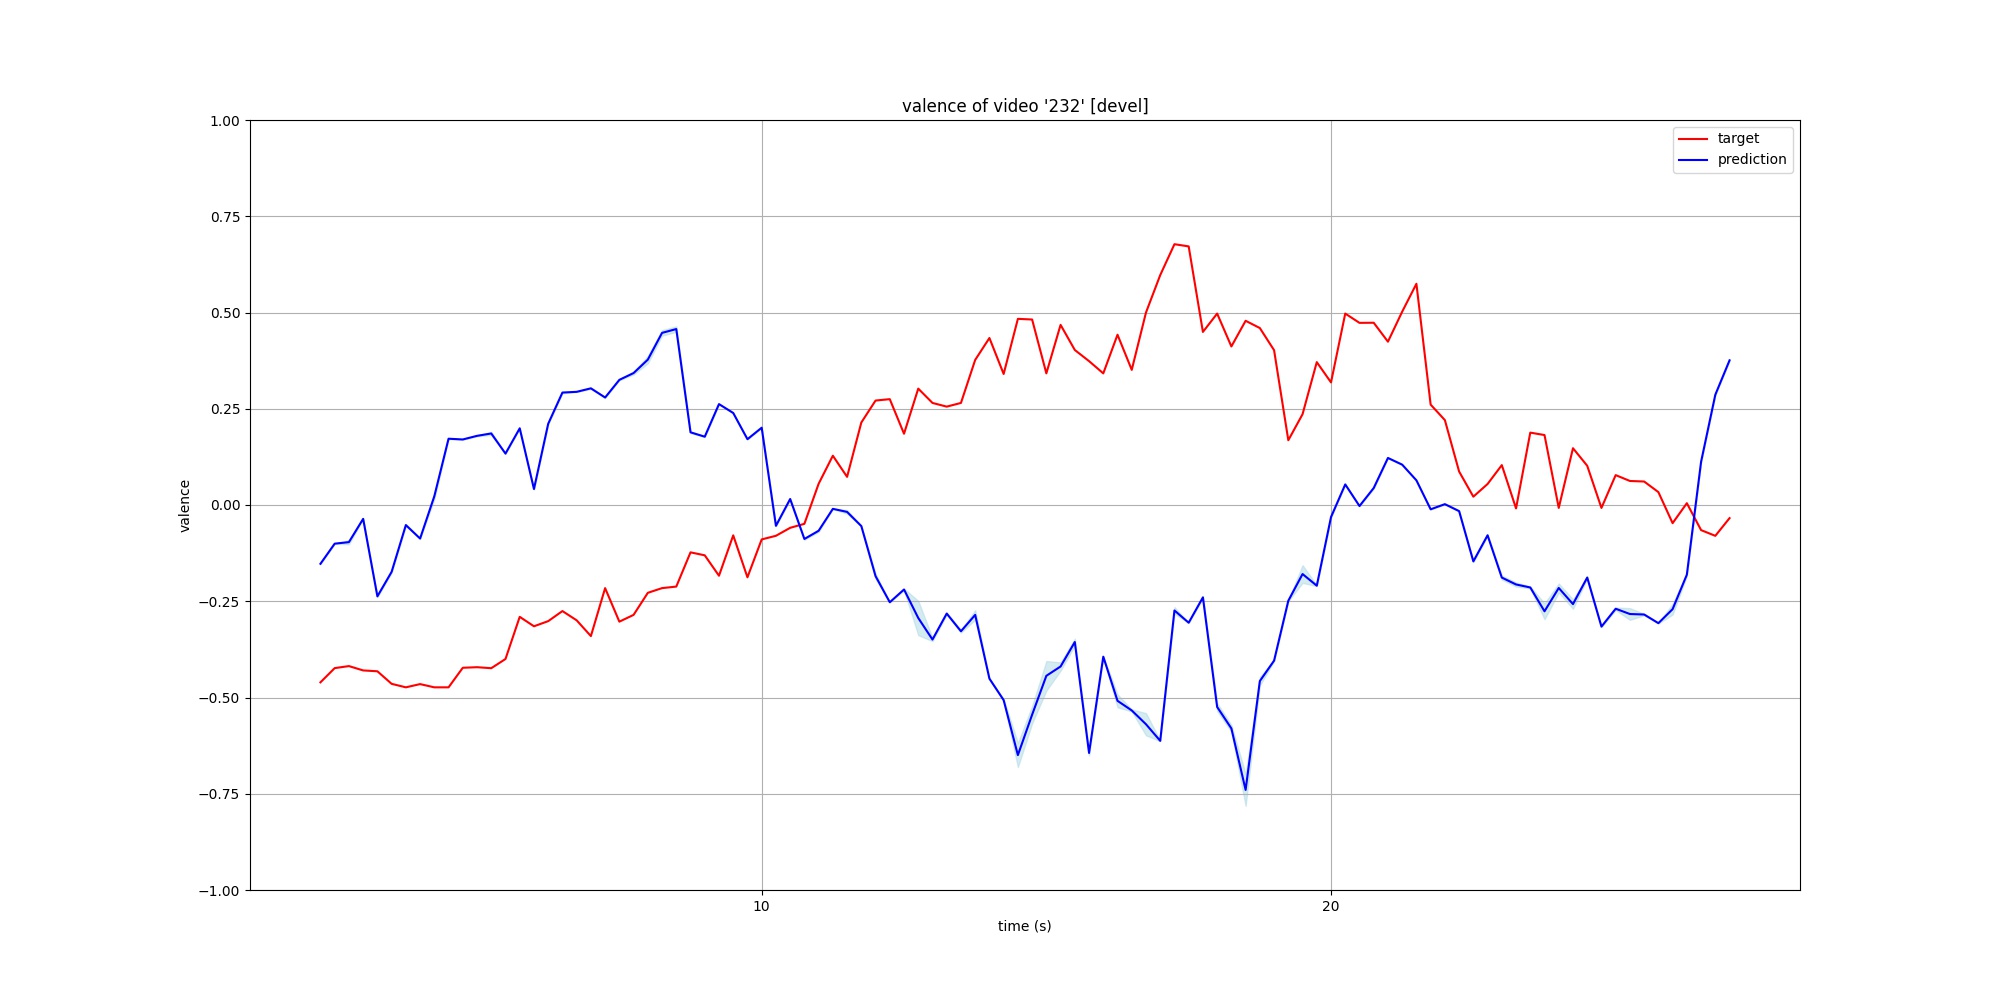 valence of video '232' [devel]
target
prediction
1.00
0.75
0.50
0.25
0.00
−0.25
−0.50
−0.75
−1.00
valence
10
20
time (s)